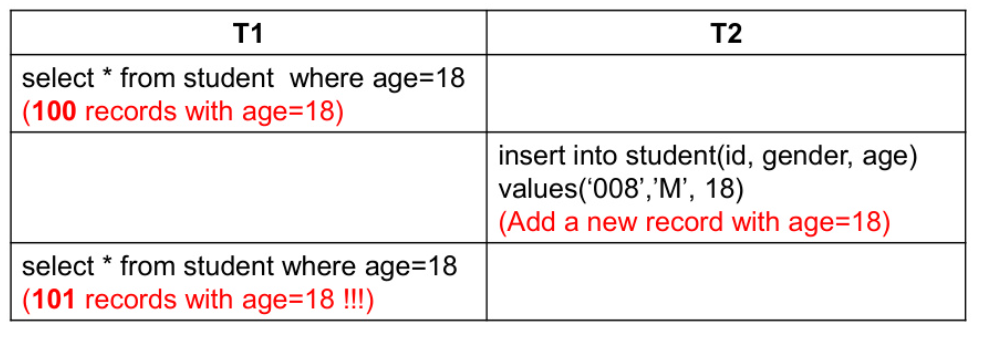 T1
T2
select * from student  where age=18
(100 records with age=18)
insert into student(id, gender, age)
values(‘008’,’M’, 18)
(Add a new record with age=18)
select * from student where age=18
(101 records with age=18 !!!)